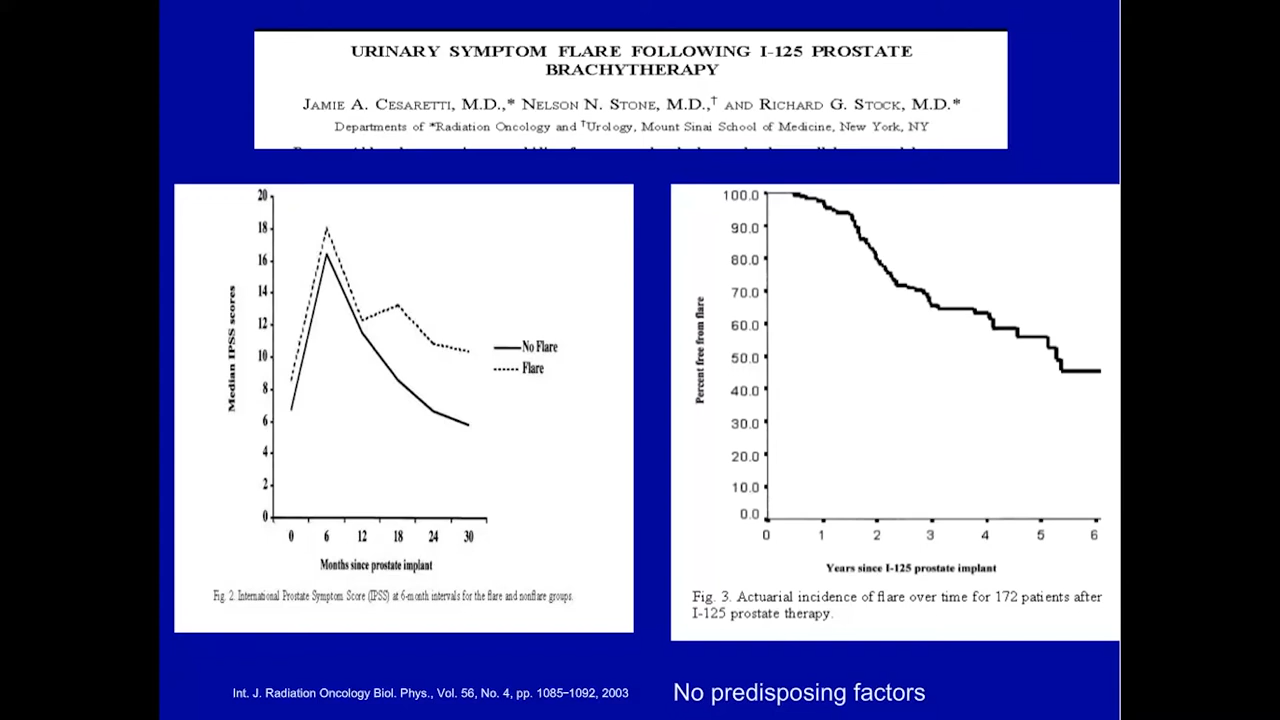 URINARY SYMPTOM FLARE FOLLOWING I-125 PROSTATE
BRACHYTHERAPY
JAMIE A. CESARETTI, M.D.,* NELSON N. STONE, M.D.,† AND RICHARD G. STOCK, M.D.*
Departments of *Radiation Oncology and †Urology, Mount Sinai School of Medicine, New York, NY
20
18
16
14
12
10
8
6
4
2
0
Median IPSS scores
No Flare
Flare
0 6 12 18 24 30
Months since prostate implant
Fig. 2. International Prostate Symptom Score (IPSS) at 6-month intervals for the flare and nonflare groups.
100.0
90.0
80.0
70.0
60.0
50.0
40.0
30.0
20.0
10.0
0.0
Percent free from flare
0 1 2 3 4 5 6
Years since I-125 prostate implant
Fig. 3. Actuarial incidence of flare over time for 172 patients after
I-125 prostate therapy.
Int. J. Radiation Oncology Biol. Phys., Vol. 56, No. 4, pp. 1085–1092, 2003
No predisposing factors